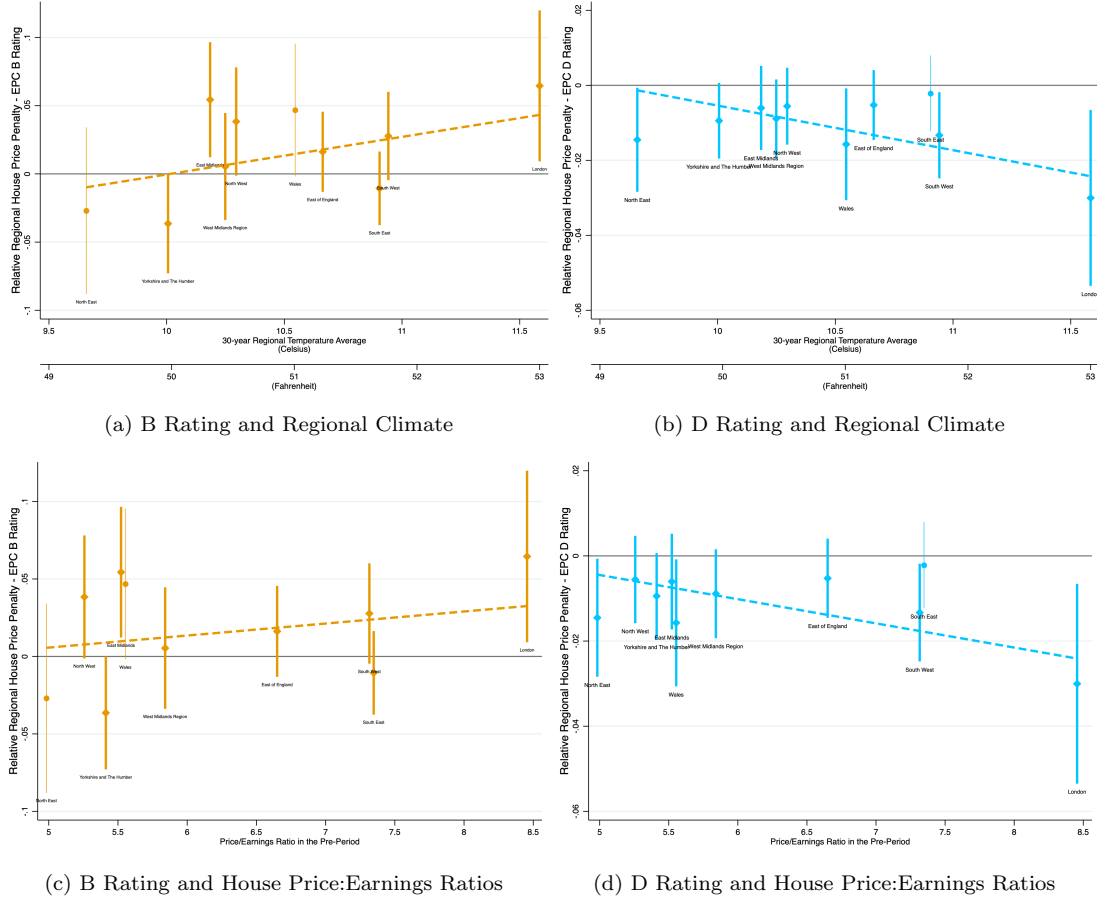 Relative Regional House Price Penalty - EPC B Rating
.1
.05
0
-.05
-.1
East Midlands
North West
Wales
West Midlands Region
East of England
South West
South East
London
Yorkshire and The Humber
North East
9.5 10 10.5 11 11.5
30-year Regional Temperature Average
(Celsius)
49 50 51 52 53
(Fahrenheit)
(a) B Rating and Regional Climate
Relative Regional House Price Penalty - EPC D Rating
.02
0
-.02
-.04
-.06
South East
East of England
North West
East Midlands
West Midlands Region
Yorkshire and The Humber
South West
North East
Wales
London
9.5 10 10.5 11 11.5
30-year Regional Temperature Average
(Celsius)
49 50 51 52 53
(Fahrenheit)
(b) D Rating and Regional Climate
Relative Regional House Price Penalty - EPC B Rating
.1
.05
0
-.05
-.1
East Midlands
London
North West
Wales
South West
East of England
West Midlands Region
South East
Yorkshire and The Humber
North East
5 5.5 6 6.5 7 7.5 8 8.5
Price/Earnings Ratio in the Pre-Period
(c) B Rating and House Price:Earnings Ratios
Relative Regional House Price Penalty - EPC D Rating
.02
0
-.02
-.04
-.06
South East
East of England
North West
East Midlands
Yorkshire and The Humber
West Midlands Region
South West
North East
Wales
London
5 5.5 6 6.5 7 7.5 8 8.5
Price/Earnings Ratio in the Pre-Period
(d) D Rating and House Price:Earnings Ratios